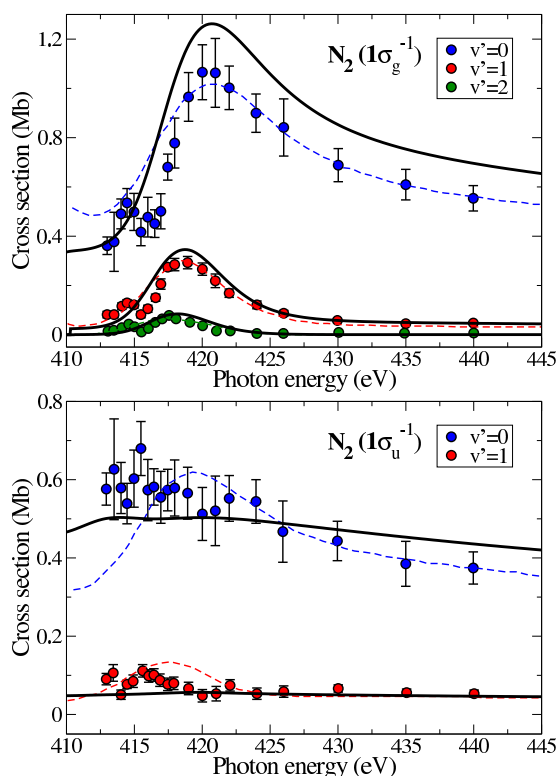 N₂ (1σg⁻¹)
v'=0
v'=1
v'=2
Cross section (Mb)
1.2
0.8
0.4
0
410 415 420 425 430 435 440 445
Photon energy (eV)
N₂ (1σu⁻¹)
v'=0
v'=1
Cross section (Mb)
0.8
0.6
0.4
0.2
0
410 415 420 425 430 435 440 445
Photon energy (eV)